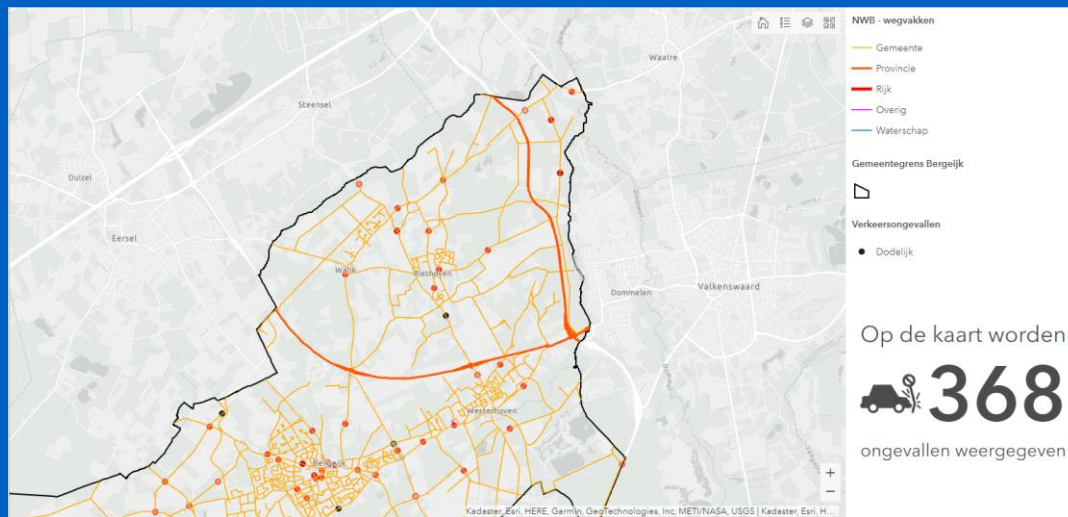 NWB - wegvakken
Gemeente
Provincie
Rijk
Overig
Waterschap
Gemeentegrens Bergeijk
Verkeersongevallen
Dodelijk
Op de kaart worden
368
ongevallen weergegeven
Waalre
Steensel
Duizel
Eersel
Walik
Riethoven
Dommelen
Valkenswaard
Westerhoven
Bergeijk
+
−
Kadaster, Esri, HERE, Garmin, GeoTechnologies, Inc, METI/NASA, USGS | Kadaster, Esri, H...